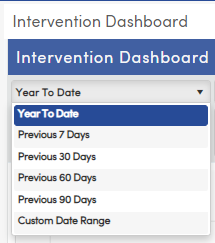 Intervention Dashboard
Intervention Dashboard
Year To Date
Year To Date
Previous 7 Days
Previous 30 Days
Previous 60 Days
Previous 90 Days
Custom Date Range